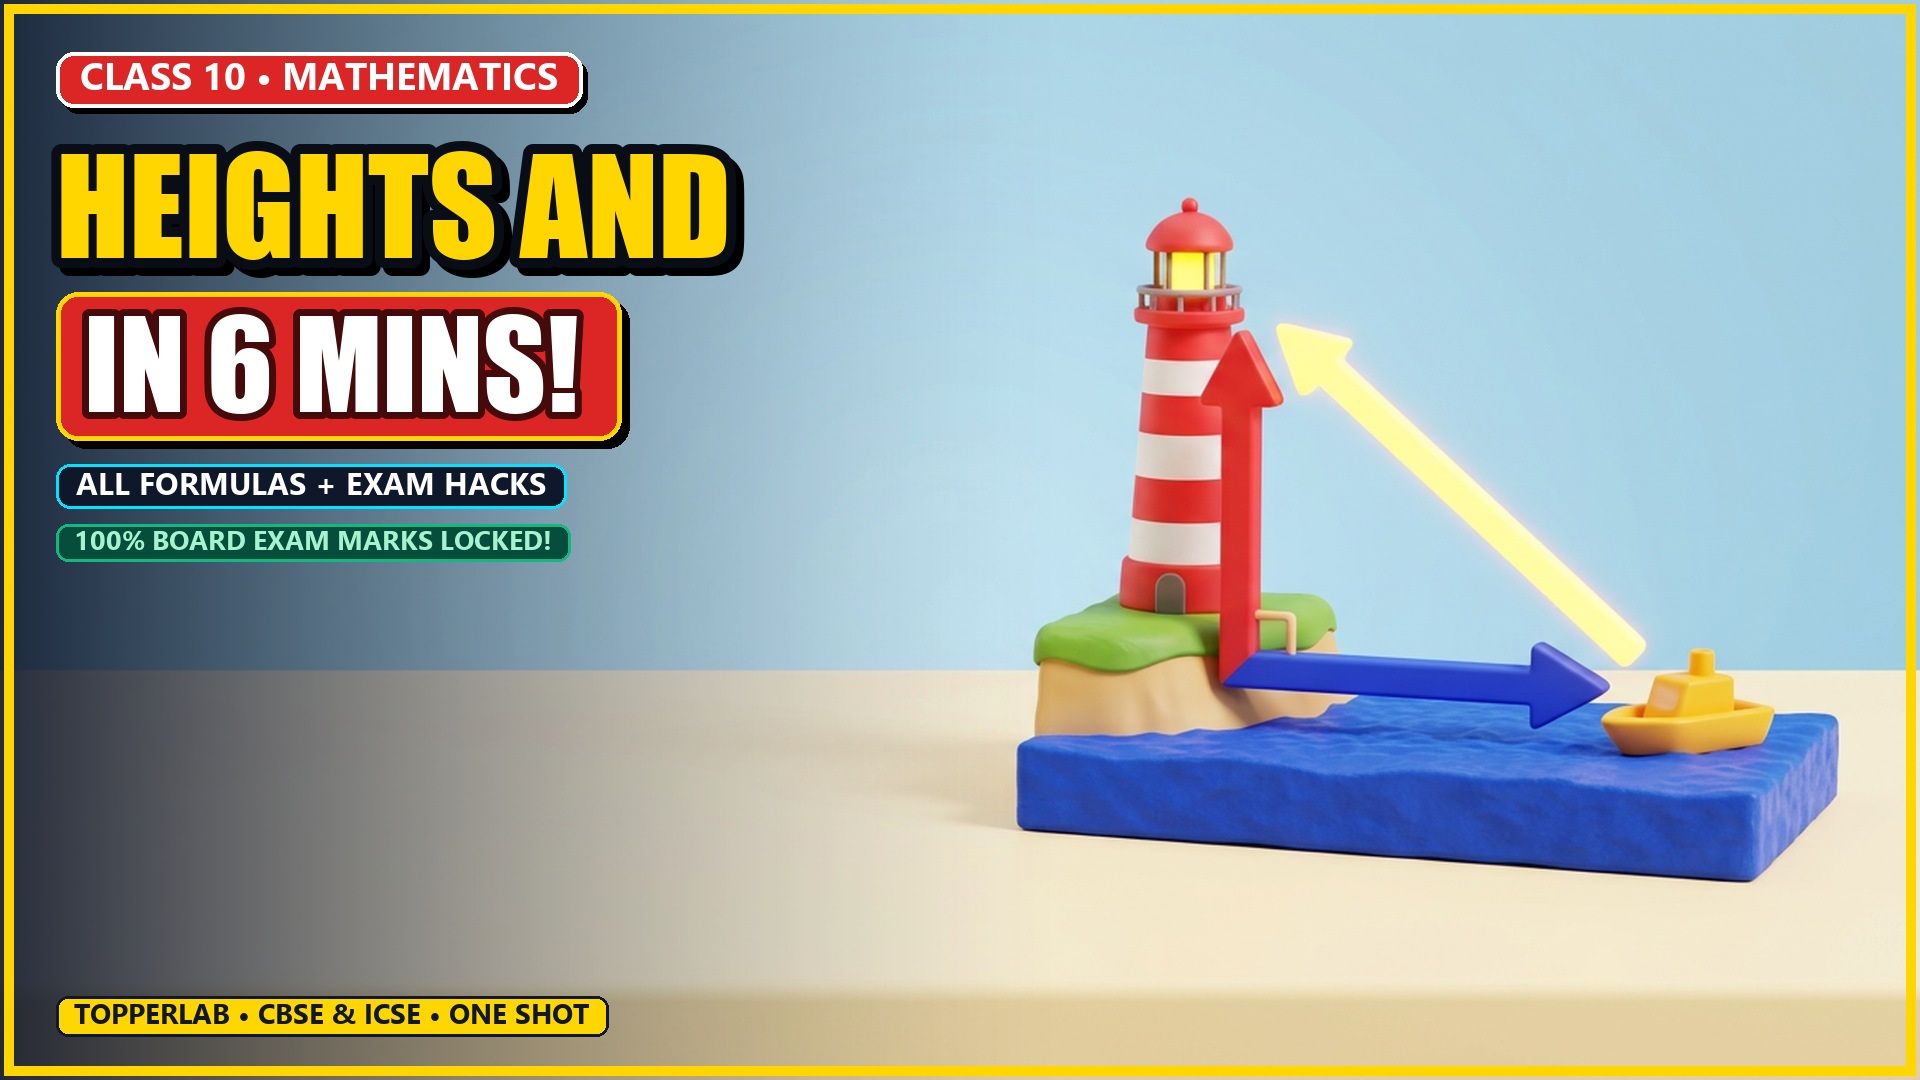 CLASS 10 • MATHEMATICS
HEIGHTS AND
IN 6 MINS!
ALL FORMULAS + EXAM HACKS
100% BOARD EXAM MARKS LOCKED!
TOPPERLAB • CBSE & ICSE • ONE SHOT